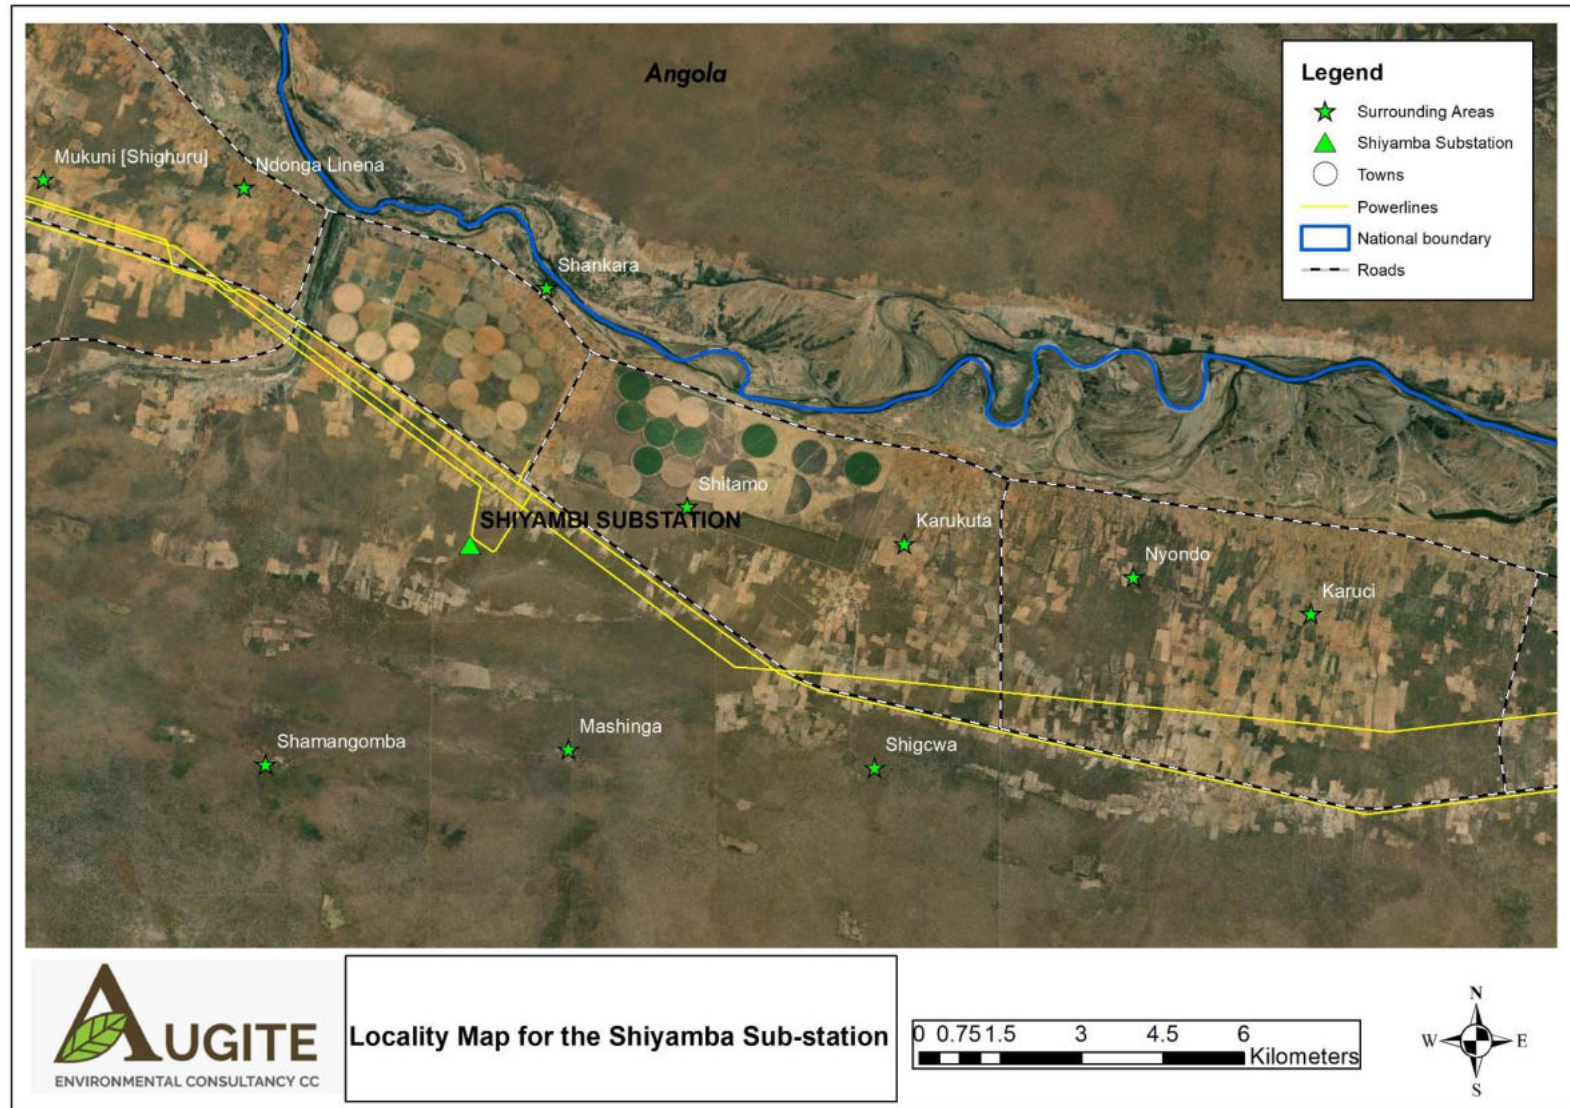 Angola
Legend
Surrounding Areas
Shiyamba Substation
Towns
Powerlines
National boundary
Roads
Mukuni [Shighuru]
Ndonga Linena
Shankara
Shitamo
SHIYAMBI SUBSTATION
Karukuta
Nyondo
Karuci
Mashinga
Shamangomba
Shigcwa
AUGITE
ENVIRONMENTAL CONSULTANCY CC
Locality Map for the Shiyamba Sub-station
0 0.75 1.5 3 4.5 6
Kilometers
N
W E
S